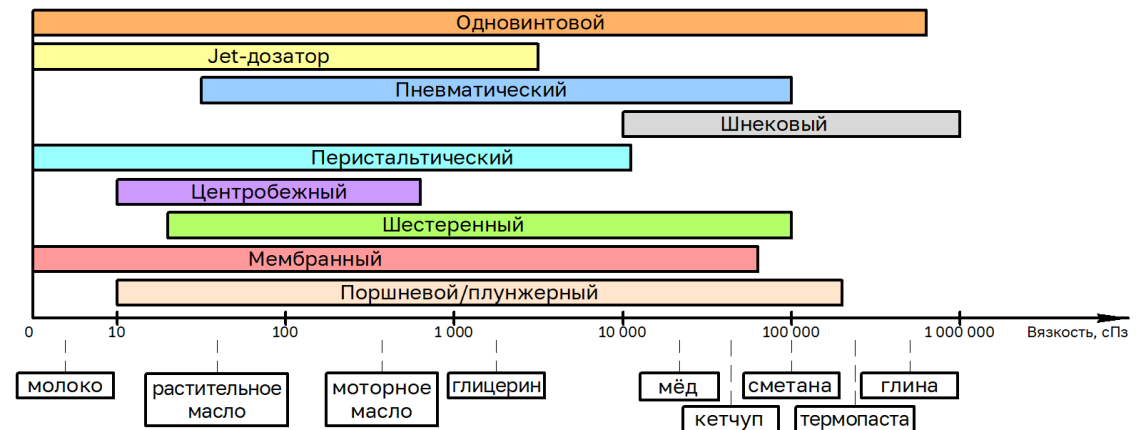 Одновинтовой
Jet-дозатор
Пневматический
Шнековый
Перистальтический
Центробежный
Шестеренный
Мембранный
Поршневой/плунжерный
0 10 100 1 000 10 000 100 000 1 000 000 Вязкость, сПз
молоко
растительное
масло
моторное
масло
глицерин
мёд
кетчуп
сметана
термопаста
глина